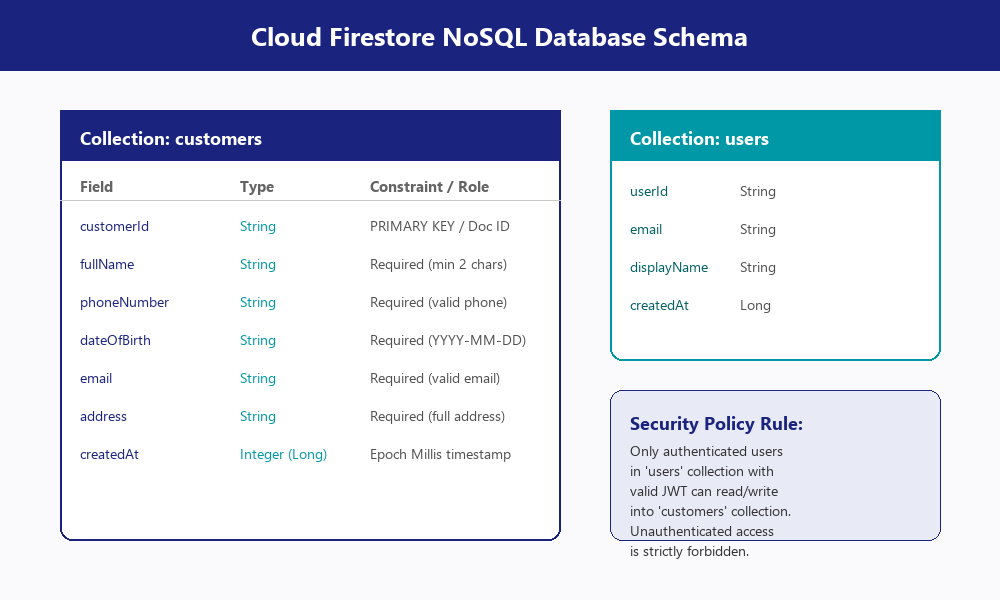 Cloud Firestore NoSQL Database Schema
Collection: customers
Field Type Constraint / Role
customerId String PRIMARY KEY / Doc ID
fullName String Required (min 2 chars)
phoneNumber String Required (valid phone)
dateOfBirth String Required (YYYY-MM-DD)
email String Required (valid email)
address String Required (full address)
createdAt Integer (Long) Epoch Millis timestamp
Collection: users
userId String
email String
displayName String
createdAt Long
Security Policy Rule:
Only authenticated users
in 'users' collection with
valid JWT can read/write
into 'customers' collection.
Unauthenticated access
is strictly forbidden.